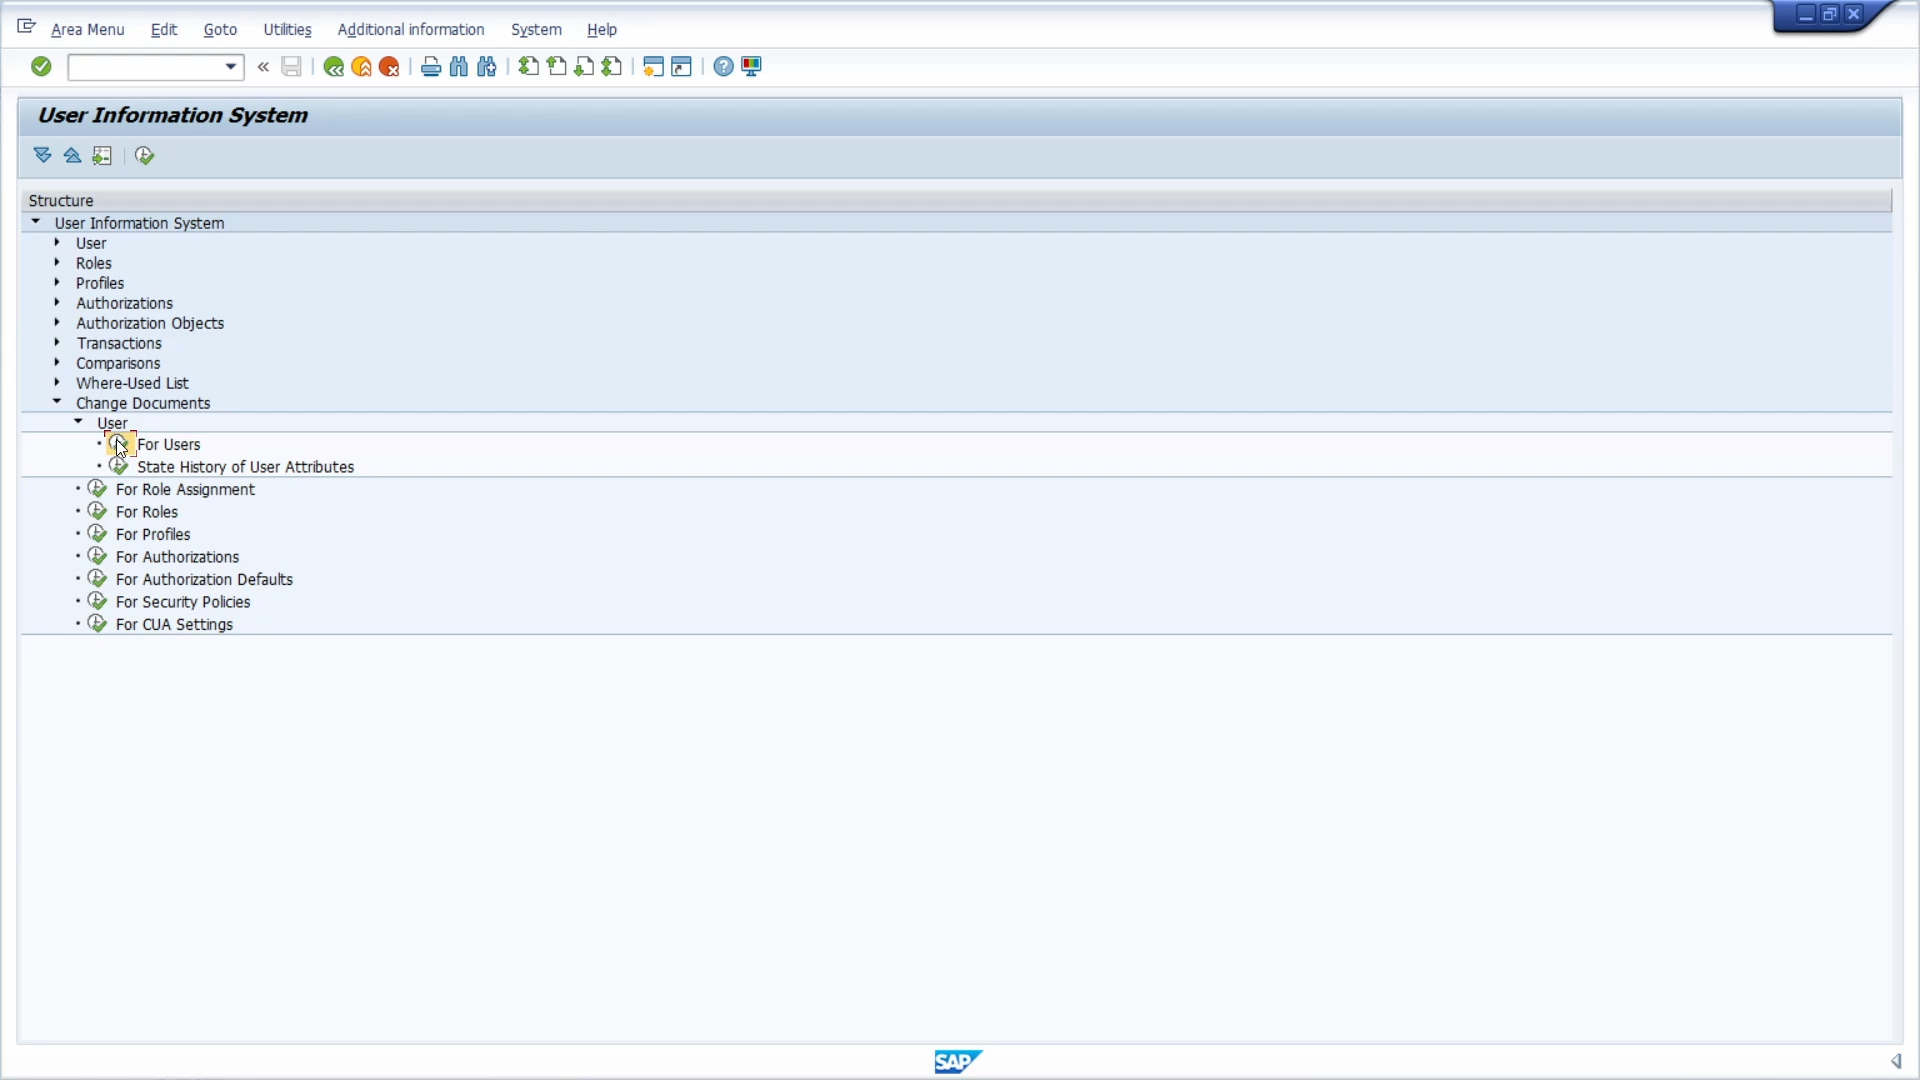 Area Menu Edit Goto Utilities Additional information System Help
User Information System
Structure
User Information System
User
Roles
Profiles
Authorizations
Authorization Objects
Transactions
Comparisons
Where-Used List
Change Documents
User
For Users
State History of User Attributes
For Role Assignment
For Roles
For Profiles
For Authorizations
For Authorization Defaults
For Security Policies
For CUA Settings
SAP